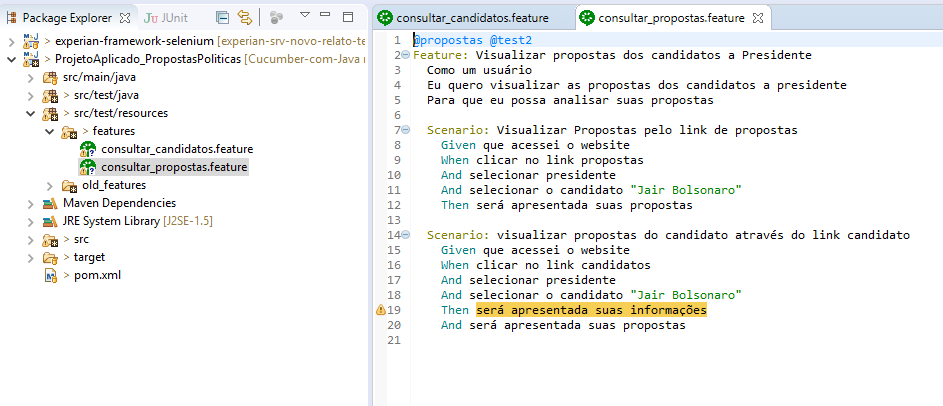 Package Explorer
JUnit
> experian-framework-selenium [experian-srv-novo-relato-te
> ProjetoAplicado_PropostasPoliticas [Cucumber-com-Java
> src/main/java
> src/test/java
> src/test/resources
> features
consultar_candidatos.feature
consultar_propostas.feature
old_features
Maven Dependencies
JRE System Library [J2SE-1.5]
> src
> target
> pom.xml
consultar_candidatos.feature
consultar_propostas.feature
1 @propostas @test2
2 Feature: Visualizar propostas dos candidatos a Presidente
3 Como um usuário
4 Eu quero visualizar as propostas dos candidatos a presidente
5 Para que eu possa analisar suas propostas
6
7 Scenario: Visualizar Propostas pelo link de propostas
8 Given que acessei o website
9 When clicar no link propostas
10 And selecionar presidente
11 And selecionar o candidato "Jair Bolsonaro"
12 Then será apresentada suas propostas
13
14 Scenario: visualizar propostas do candidato através do link candidato
15 Given que acessei o website
16 When clicar no link candidatos
17 And selecionar presidente
18 And selecionar o candidato "Jair Bolsonaro"
19 Then será apresentada suas informações
20 And será apresentada suas propostas
21